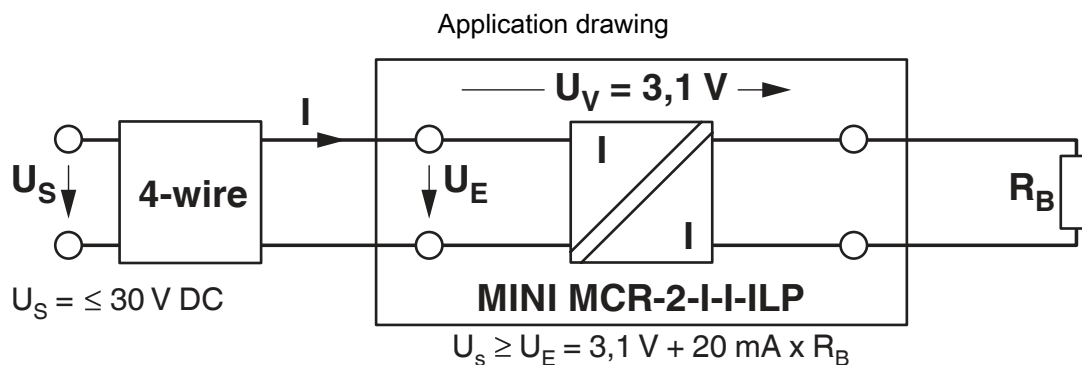 Application drawing
U_V = 3,1 V
I
U_S
4-wire
U_E
I
I
R_B
U_S = ≤ 30 V DC
MINI MCR-2-I-I-ILP
U_s ≥ U_E = 3,1 V + 20 mA x R_B